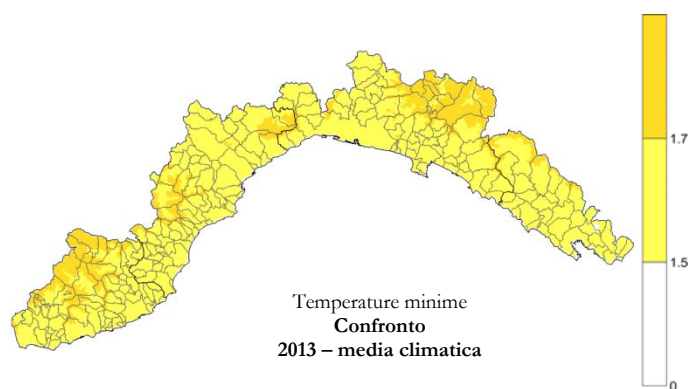 1.7
1.5
0
Temperature minime
Confronto
2013 – media climatica